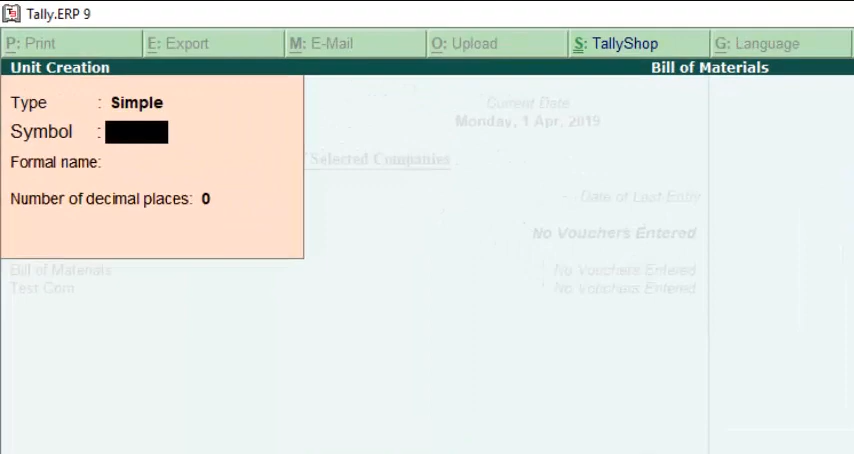 Tally.ERP 9
P: Print E: Export M: E-Mail O: Upload S: TallyShop G: Language
Unit Creation Bill of Materials
Type : Simple
Current Date
Symbol :
Monday, 1 Apr, 2019
Formal name:
Selected Companies
Number of decimal places: 0
Date of Last Entry
No Vouchers Entered
Bill of Materials No Vouchers Entered
Test Com No Vouchers Entered